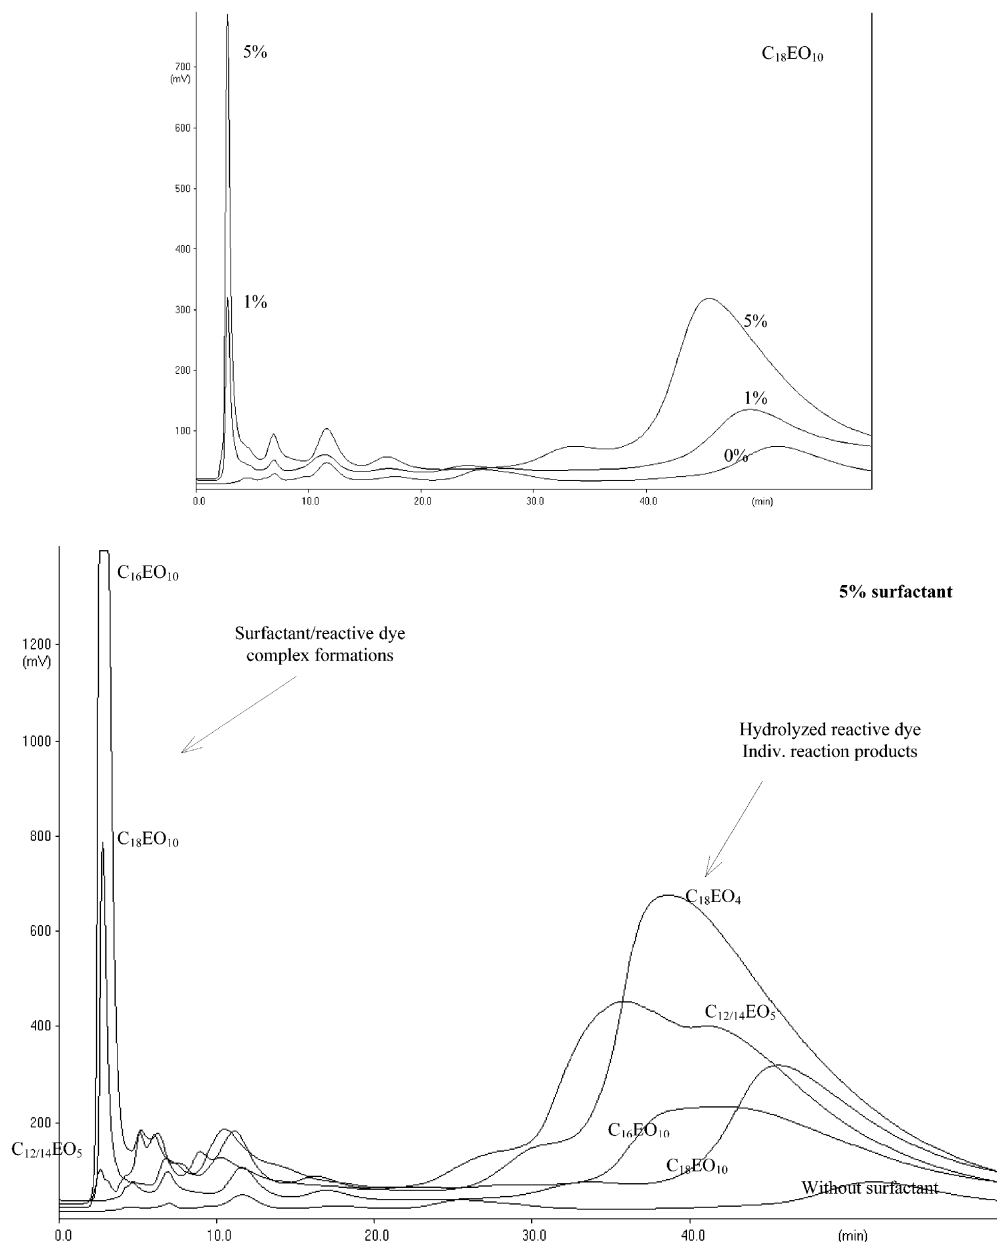 5%
C₁₈EO₁₀
700
(mV)
600
500
400
300
1%
5%
200
1%
100
0%
0.0 10.0 20.0 30.0 40.0 (min)
C₁₆EO₁₀
5% surfactant
Surfactant/reactive dye
complex formations
1200
(mV)
Hydrolyzed reactive dye
Indiv. reaction products
1000
800
C₁₈EO₁₀
C₁₈EO₄
600
C₁₂/₁₄EO₅
400
200
C₁₆EO₁₀
C₁₂/₁₄EO₅
C₁₈EO₁₀
Without surfactant
0.0 10.0 20.0 30.0 40.0 (min)